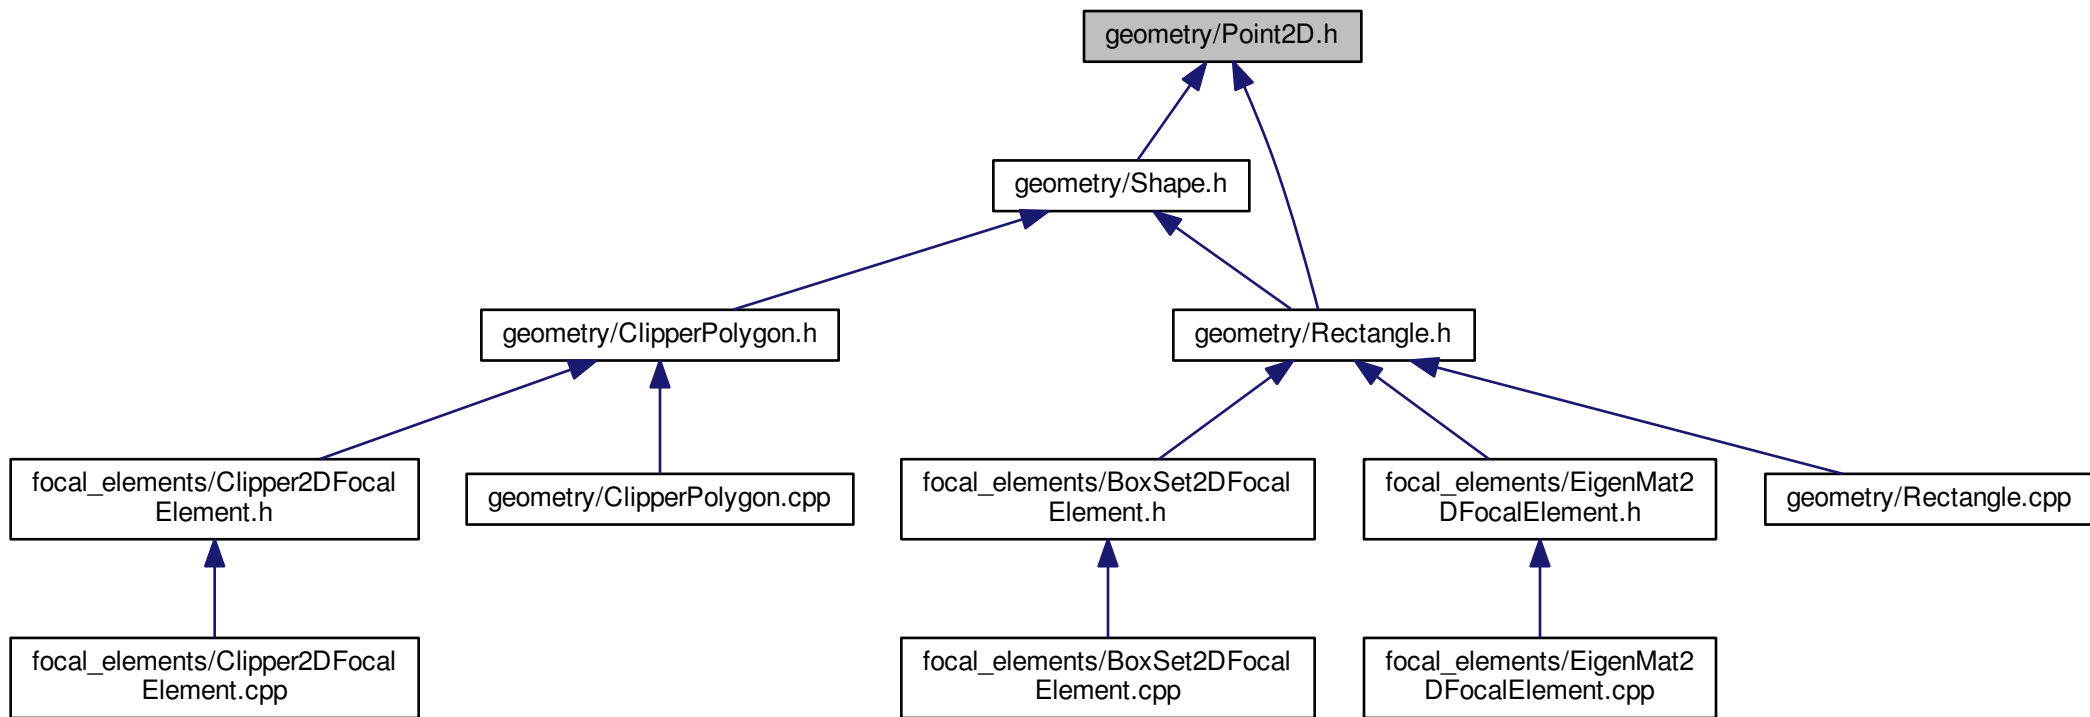 geometry/Point2D.h
geometry/Shape.h
geometry/ClipperPolygon.h
geometry/Rectangle.h
focal_elements/Clipper2DFocal
Element.h
geometry/ClipperPolygon.cpp
focal_elements/BoxSet2DFocal
Element.h
focal_elements/EigenMat2
DFocalElement.h
geometry/Rectangle.cpp
focal_elements/Clipper2DFocal
Element.cpp
focal_elements/BoxSet2DFocal
Element.cpp
focal_elements/EigenMat2
DFocalElement.cpp